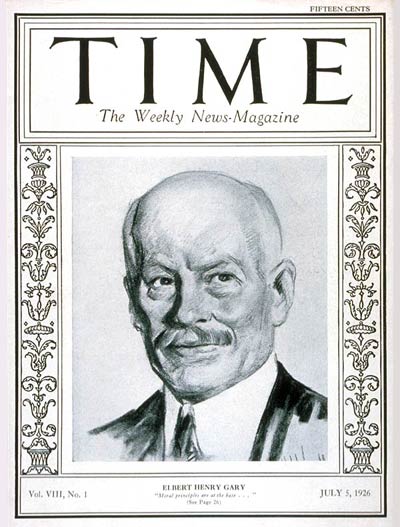 FIFTEEN CENTS
TIME
The Weekly News-Magazine
Vol. VIII, No. 1
ELBERT HENRY GARY
"Moral principles are at the base . . ."
(See Page 26)
JULY 5, 1926